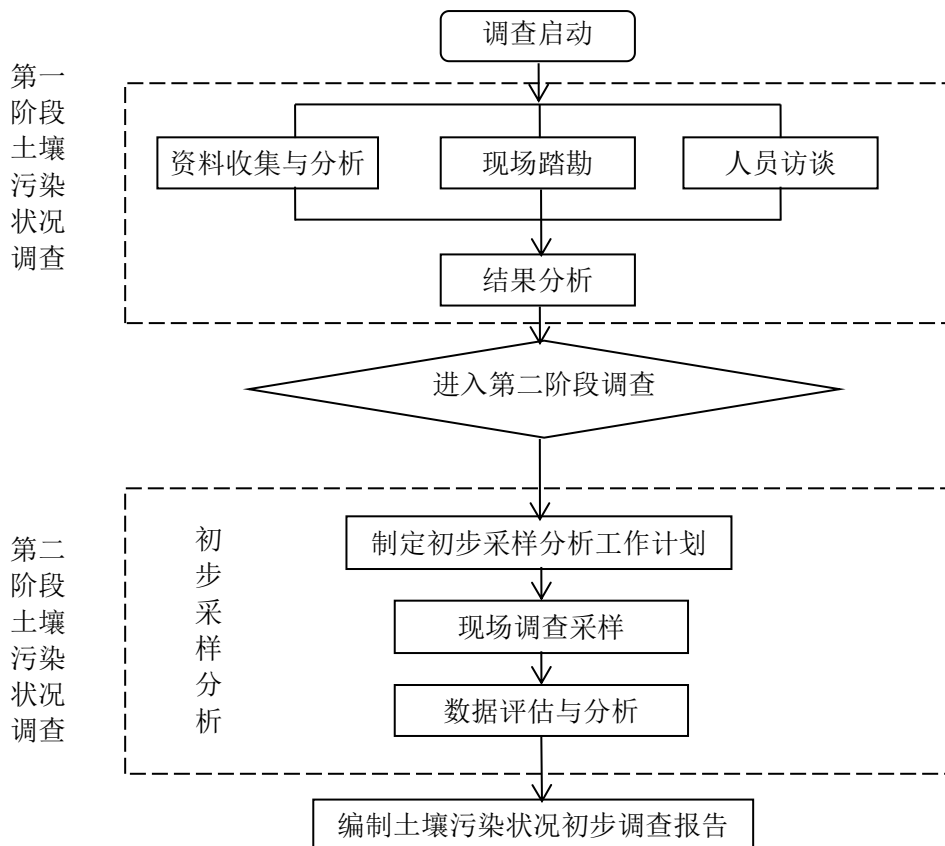 调查启动
第一
阶段
土壤
污染
状况
调查
资料收集与分析
现场踏勘
人员访谈
结果分析
进入第二阶段调查
第二
阶段
土壤
污染
状况
调查
初
步
采
样
分
析
制定初步采样分析工作计划
现场调查采样
数据评估与分析
编制土壤污染状况初步调查报告